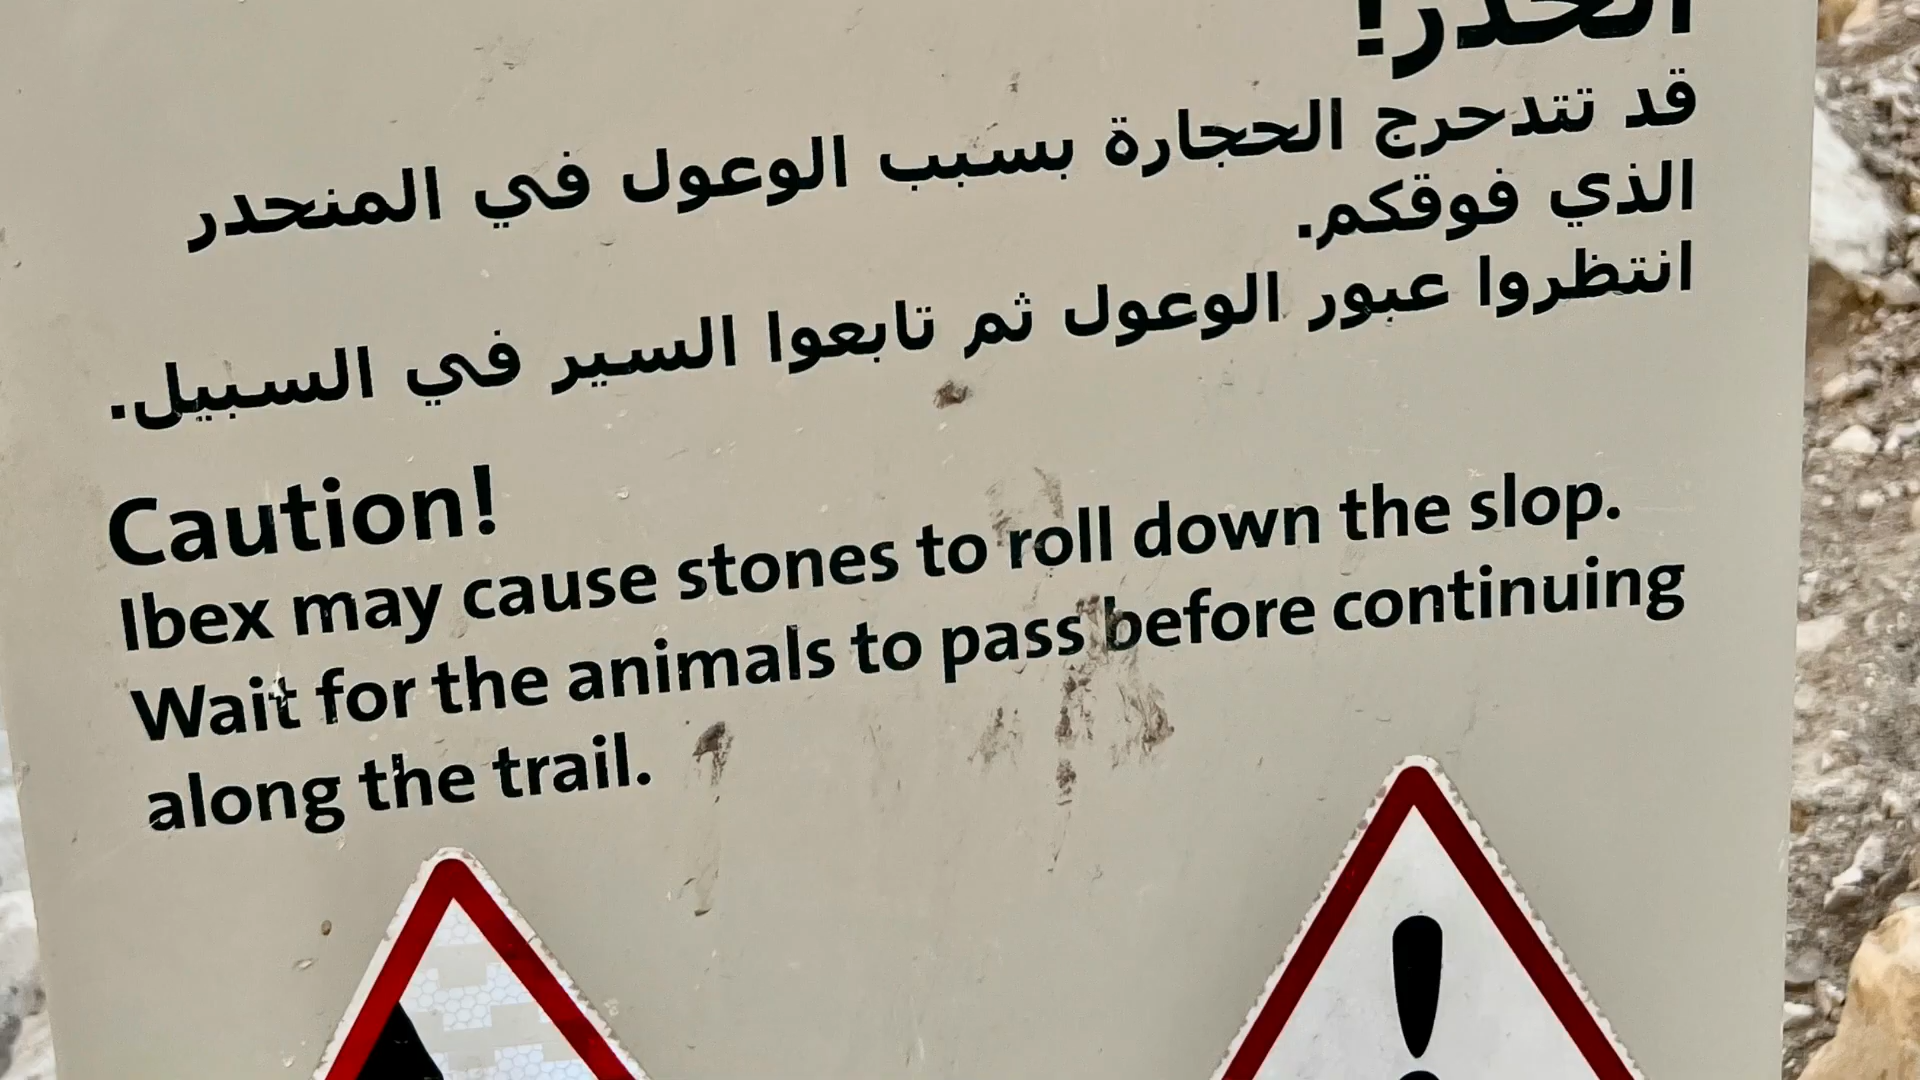 الحذر!
قد تتدحرج الحجارة بسبب الوعول في المنحدر
الذي فوقكم.
انتظروا عبور الوعول ثم تابعوا السير في السبيل.
Caution!
Ibex may cause stones to roll down the slop.
Wait for the animals to pass before continuing
along the trail.